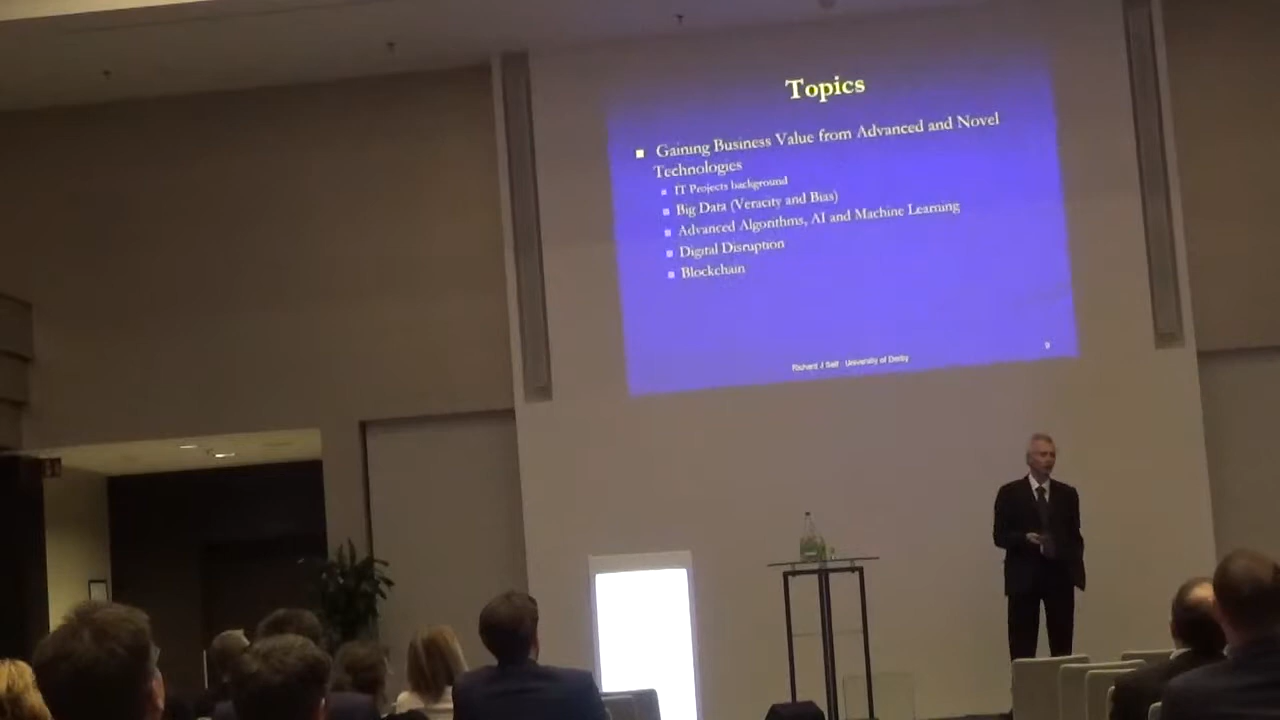 Topics
Gaining Business Value from Advanced and Novel
Technologies
IT Projects background
Big Data (Veracity and Bias)
Advanced Algorithms, AI and Machine Learning
Digital Disruption
Blockchain
Richard J Self - University of Derby
9